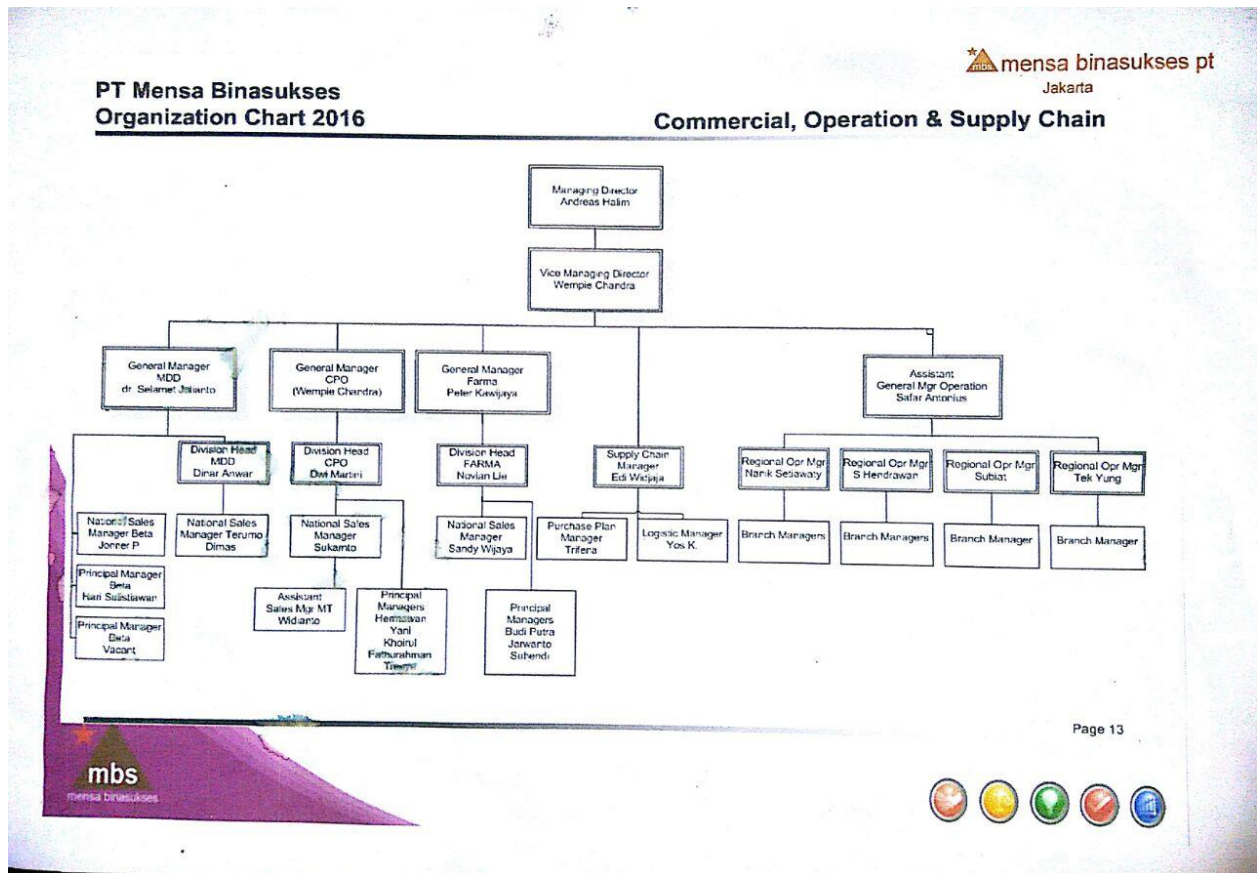 mbs
mensa binasukses pt
Jakarta
PT Mensa Binasukses
Organization Chart 2016
Commercial, Operation & Supply Chain
Managing Director
Andreas Halim
Vice Managing Director
Wempie Chandra
General Manager
MDD
dr. Selamet
General Manager
CPO
(Wempie Chandra)
General Manager
Farma
Peter Kawijaya
Assistant
General Mgr Operation
Safar Antonius
Division Head
MDD
Dinar Anwar
Division Head
CPO
Dwi Martini
Division Head
FARMA
Novian Lie
Supply Chain
Manager
Edi Widjaja
Regional Opr Mgr
Nanik Setiawaty
Regional Opr Mgr
S Hendrawan
Regional Opr Mgr
Subiat
Regional Opr Mgr
Tek Yung
National Sales
Manager Beta
Jonner P
National Sales
Manager Terumo
Dimas
National Sales
Manager
Sukamto
National Sales
Manager
Sandy Wijaya
Purchase Plan
Manager
Trifena
Logistic Manager
Yos K.
Branch Managers
Branch Managers
Branch Manager
Branch Manager
Principal Manager
Beta
Hari Sulistiawan
Principal Manager
Beta
Vacant
Assistant
Sales Mgr MT
Widianto
Principal
Managers
Hermawan
Yani
Khoirul
Fathurahman
Principal
Managers
Budi Putra
Jarwanto
Suhendi
Page 13
mbs
mensa binasukses